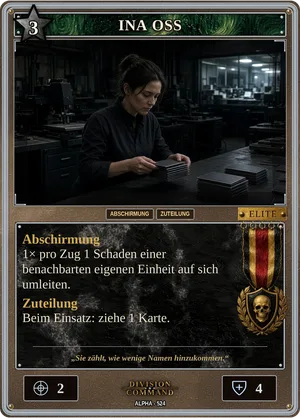 3
INA OSS
ABSCHIRMUNG
ZUTEILUNG
ELITE
Abschirmung
1× pro Zug 1 Schaden einer
benachbarten eigenen Einheit auf sich
umleiten.
Zuteilung
Beim Einsatz: ziehe 1 Karte.
„Sie zählt, wie wenige Namen hinzukommen.“
2
DIVISION
COMMAND
ALPHA · 524
4